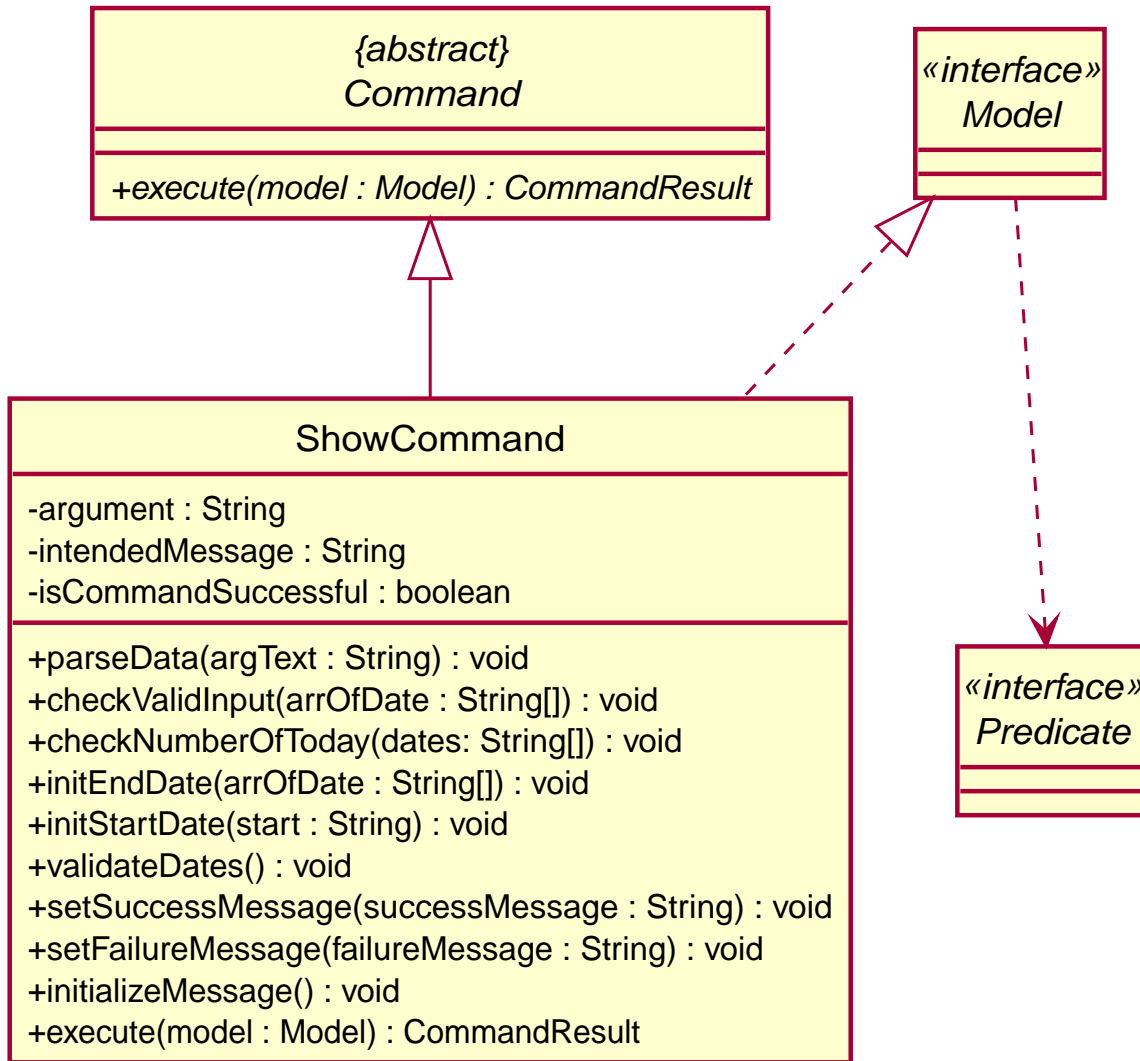 {abstract}
Command
+execute(model : Model) : CommandResult
«interface»
Model
ShowCommand
-argument : String
-intendedMessage : String
-isCommandSuccessful : boolean
+parseData(argText : String) : void
+checkValidInput(arrOfDate : String[]) : void
+checkNumberOfToday(dates: String[]) : void
+initEndDate(arrOfDate : String[]) : void
+initStartDate(start : String) : void
+validateDates() : void
+setSuccessMessage(successMessage : String) : void
+setFailureMessage(failureMessage : String) : void
+initializeMessage() : void
+execute(model : Model) : CommandResult
«interface»
Predicate